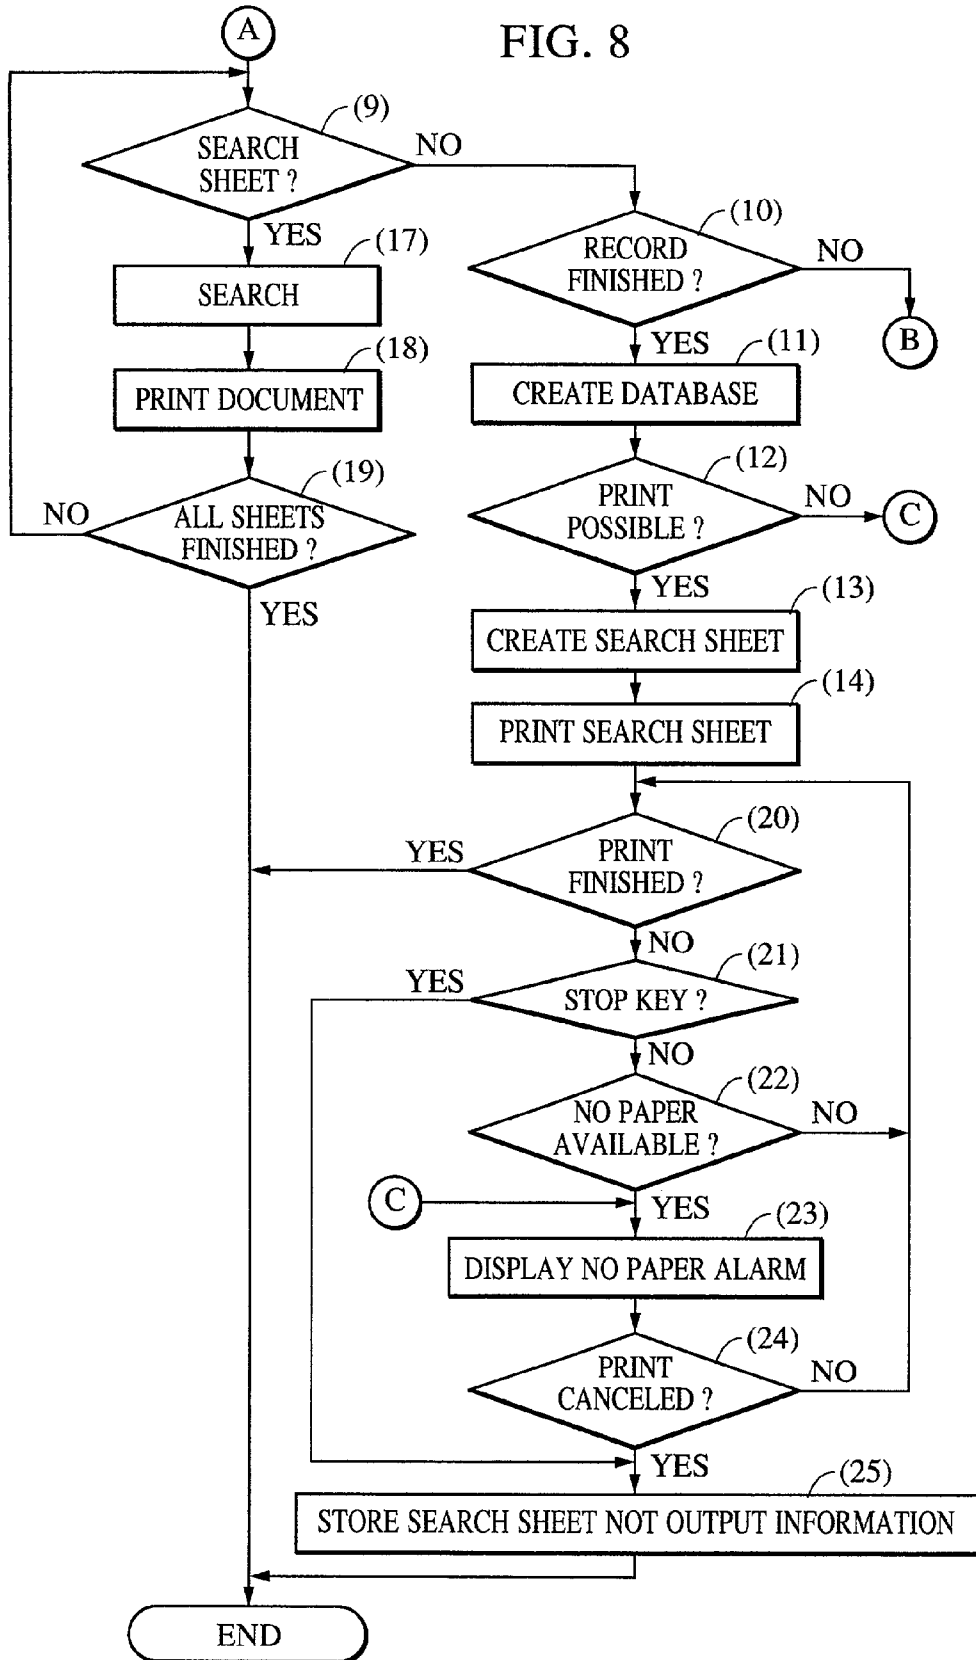 FIG. 8
A
(9)
SEARCH
SHEET ?
NO
YES
(10)
RECORD
FINISHED ?
NO
B
YES
(17)
SEARCH
(18)
PRINT DOCUMENT
(19)
ALL SHEETS
FINISHED ?
NO
YES
(11)
CREATE DATABASE
(12)
PRINT
POSSIBLE ?
NO
C
YES
(13)
CREATE SEARCH SHEET
(14)
PRINT SEARCH SHEET
(20)
PRINT
FINISHED ?
YES
NO
(21)
STOP KEY ?
YES
NO
(22)
NO PAPER
AVAILABLE ?
NO
YES
C
(23)
DISPLAY NO PAPER ALARM
(24)
PRINT
CANCELED ?
NO
YES
(25)
STORE SEARCH SHEET NOT OUTPUT INFORMATION
END